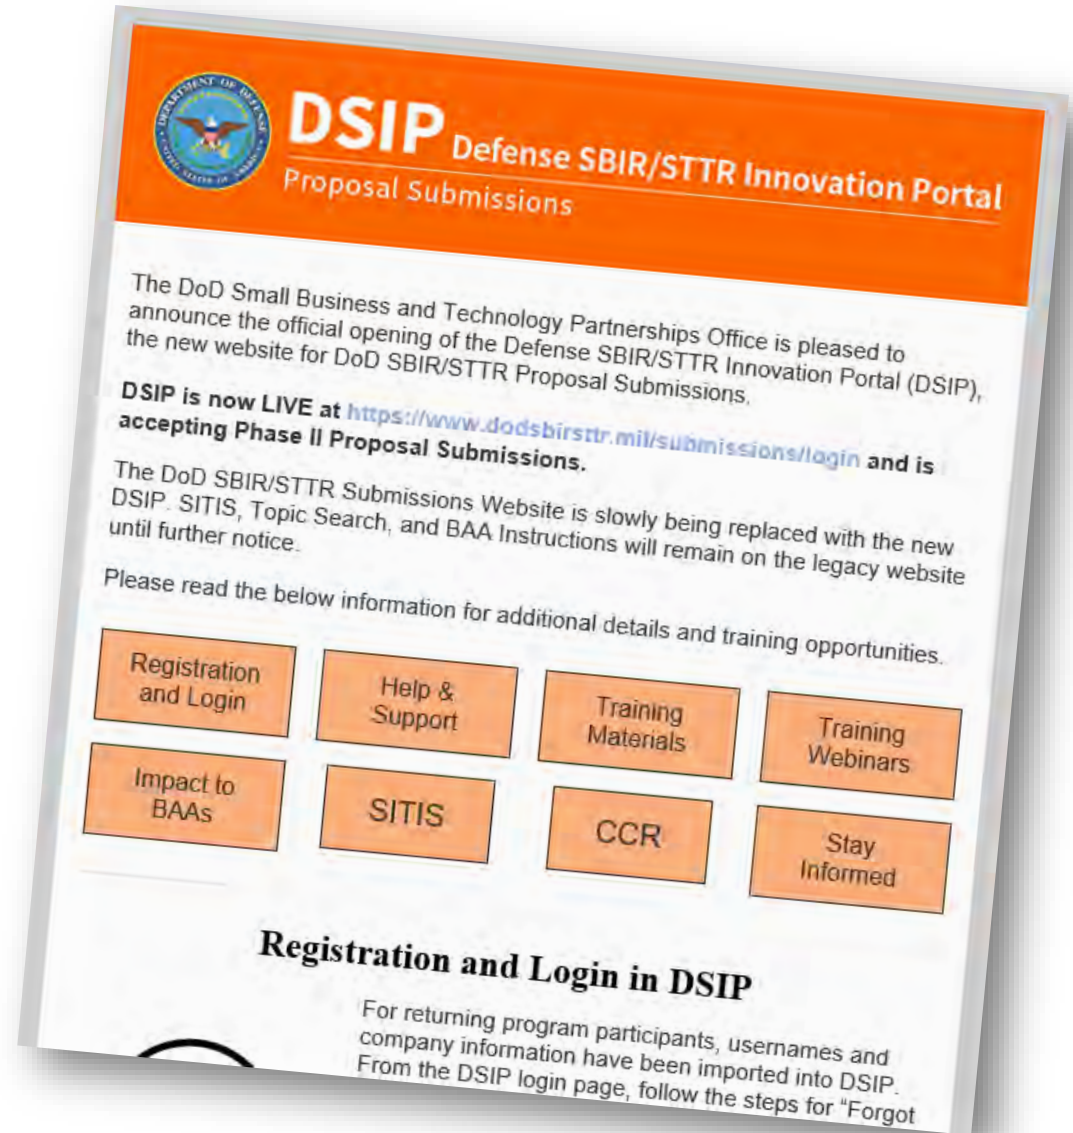 DEPARTMENT OF DEFENSE
UNITED STATES OF AMERICA
DSIP Defense SBIR/STTR Innovation Portal
Proposal Submissions
The DoD Small Business and Technology Partnerships Office is pleased to
announce the official opening of the Defense SBIR/STTR Innovation Portal (DSIP),
the new website for DoD SBIR/STTR Proposal Submissions.
DSIP is now LIVE at https://www.dodsbirsttr.mil/submissions/login and is
accepting Phase II Proposal Submissions.
The DoD SBIR/STTR Submissions Website is slowly being replaced with the new
DSIP. SITIS, Topic Search, and BAA Instructions will remain on the legacy website
until further notice.
Please read the below information for additional details and training opportunities.
Registration
and Login
Help &
Support
Training
Materials
Training
Webinars
Impact to
BAAs
SITIS
CCR
Stay
Informed
Registration and Login in DSIP
For returning program participants, usernames and
company information have been imported into DSIP.
From the DSIP login page, follow the steps for “Forgot